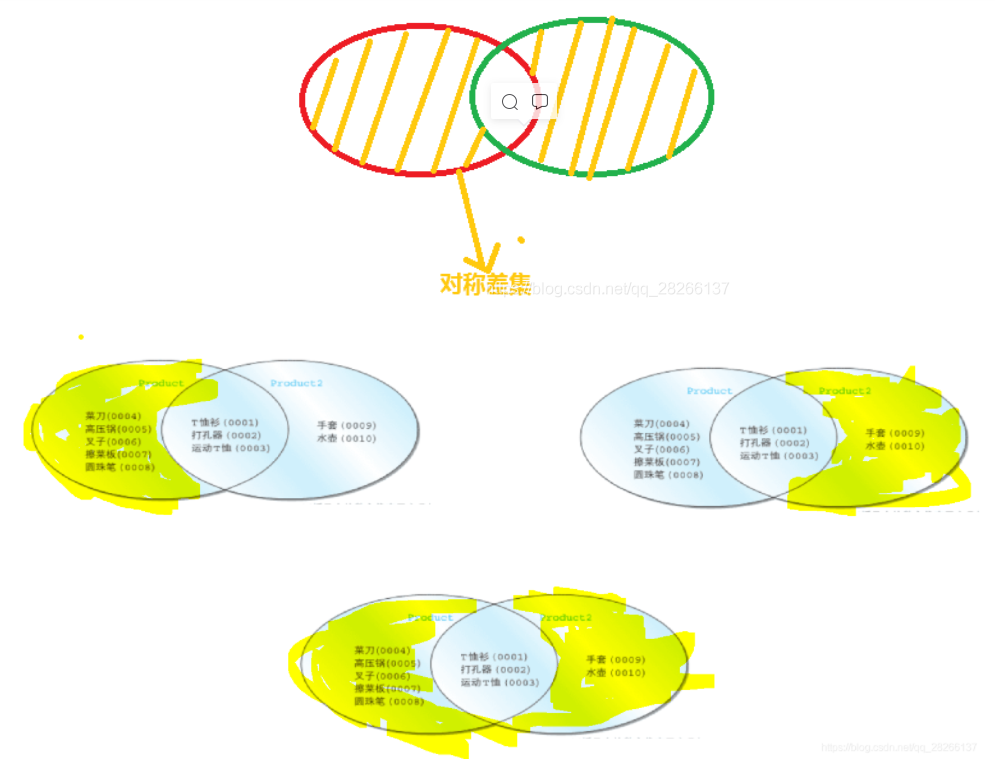 对称差集
https://blog.csdn.net/qq_28266137
Product
Product2
菜刀(0004)
高压锅(0005)
叉子(0006)
擦菜板(0007)
圆珠笔 (0008)
T恤衫 (0001)
打孔器 (0002)
运动T恤 (0003)
手套 (0009)
水壶 (0010)
Product
Product2
菜刀(0004)
高压锅(0005)
叉子(0006)
擦菜板(0007)
圆珠笔 (0008)
T恤衫 (0001)
打孔器 (0002)
运动T恤 (0003)
手套 (0009)
水壶 (0010)
Product
Product2
菜刀(0004)
高压锅(0005)
叉子(0006)
擦菜板(0007)
圆珠笔 (0008)
T恤衫 (0001)
打孔器 (0002)
运动T恤 (0003)
手套 (0009)
水壶 (0010)
https://blog.csdn.net/qq_28266137